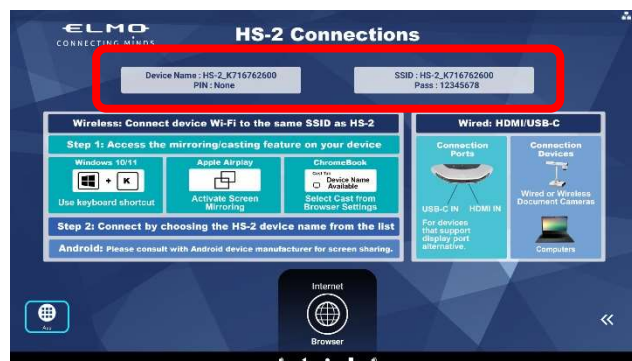 ELMO
CONNECTING MINDS
HS-2 Connections
Device Name : HS-2_K716762600
PIN : None
SSID : HS-2_K716762600
Pass : 12345678
Wireless: Connect device Wi-Fi to the same SSID as HS-2
Step 1: Access the mirroring/casting feature on your device
Windows 10/11
+ K
Use keyboard shortcut
Apple Airplay
Activate Screen
Mirroring
ChromeBook
Device Name
Available
Select Cast from
Browser Settings
Step 2: Connect by choosing the HS-2 device name from the list
Android: Please consult with Android device manufacturer for screen sharing.
Wired: HDMI/USB-C
Connection
Ports
USB-C IN HDMI IN
For devices
that support
display port
alternative.
Connection
Devices
Wired or Wireless
Document Cameras
Computers
Internet
Browser